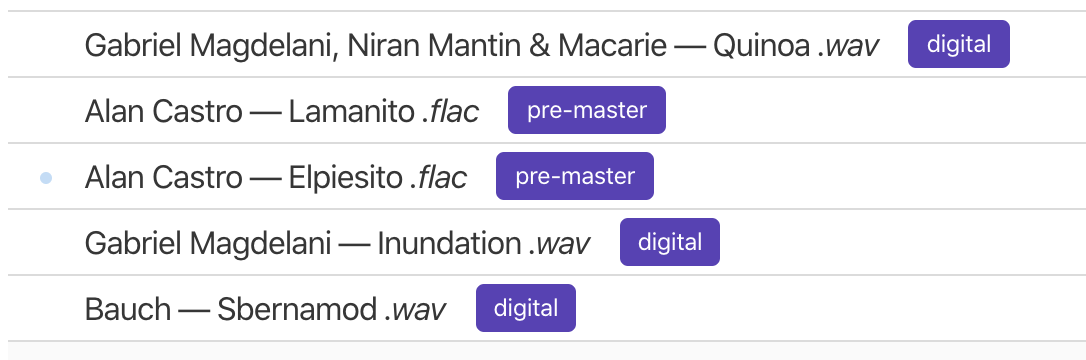 Gabriel Magdelani, Niran Mantin & Macarie — Quinoa .wav digital
Alan Castro — Lamanito .flac pre-master
Alan Castro — Elpiesito .flac pre-master
Gabriel Magdelani — Inundation .wav digital
Bauch — Sbernamod .wav digital